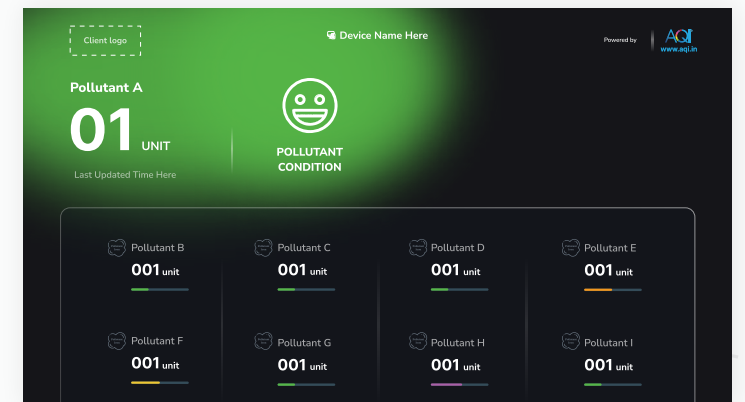 Client logo
Device Name Here
Powered by
AQI
www.aqi.in
Pollutant A
01 UNIT
Last Updated Time Here
POLLUTANT
CONDITION
Pollutant B
001 unit
Pollutant C
001 unit
Pollutant D
001 unit
Pollutant E
001 unit
Pollutant F
001 unit
Pollutant G
001 unit
Pollutant H
001 unit
Pollutant I
001 unit